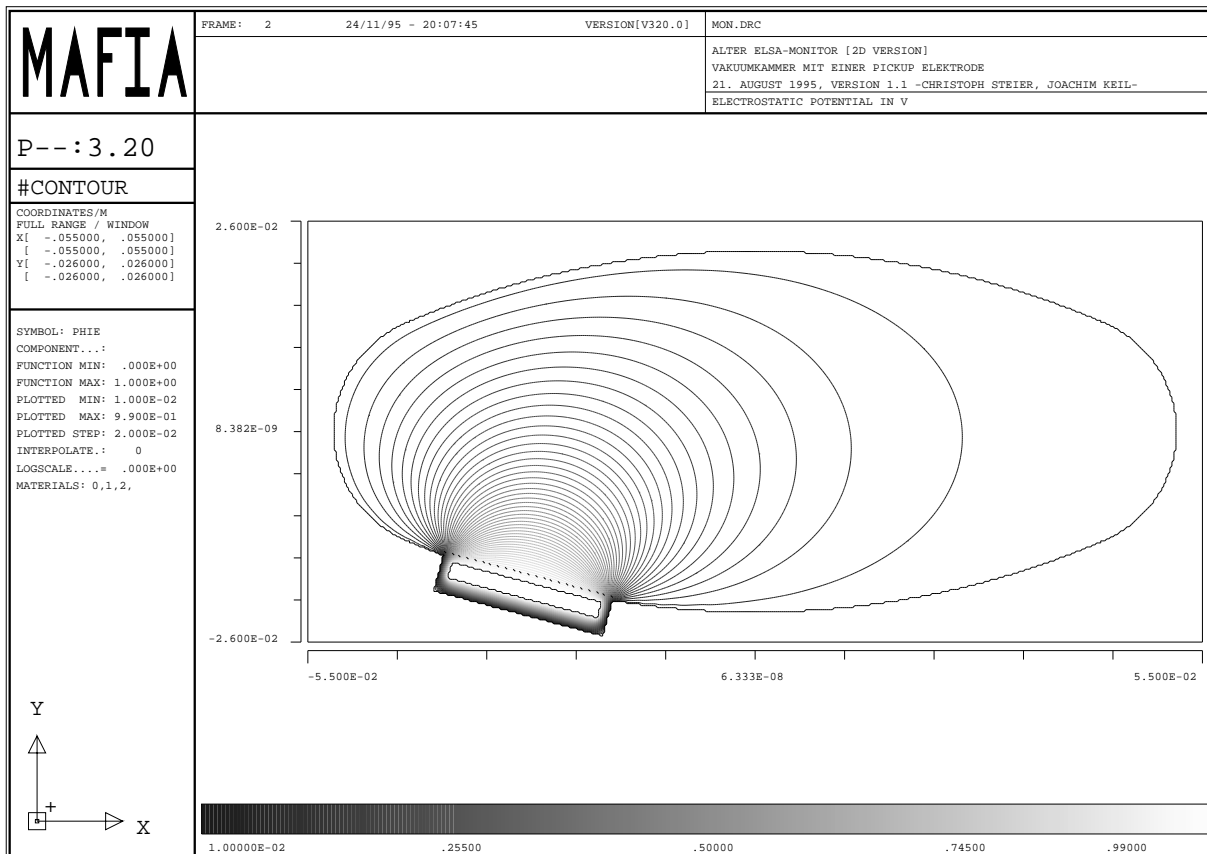 MAFIA
FRAME: 2 24/11/95 - 20:07:45 VERSION[V320.0] MON.DRC
ALTER ELSA-MONITOR [2D VERSION]
VAKUUMKAMMER MIT EINER PICKUP ELEKTRODE
21. AUGUST 1995, VERSION 1.1 -CHRISTOPH STEIER, JOACHIM KEIL-
ELECTROSTATIC POTENTIAL IN V
P--:3.20
#CONTOUR
COORDINATES/M
FULL RANGE / WINDOW
X[ -.055000, .055000]
[ -.055000, .055000]
Y[ -.026000, .026000]
[ -.026000, .026000]
SYMBOL: PHIE
COMPONENT...:
FUNCTION MIN: .000E+00
FUNCTION MAX: 1.000E+00
PLOTTED MIN: 1.000E-02
PLOTTED MAX: 9.900E-01
PLOTTED STEP: 2.000E-02
INTERPOLATE.: 0
LOGSCALE....= .000E+00
MATERIALS: 0,1,2,
2.600E-02
8.382E-09
-2.600E-02
-5.500E-02 6.333E-08 5.500E-02
Y
X
1.00000E-02 .25500 .50000 .74500 .99000